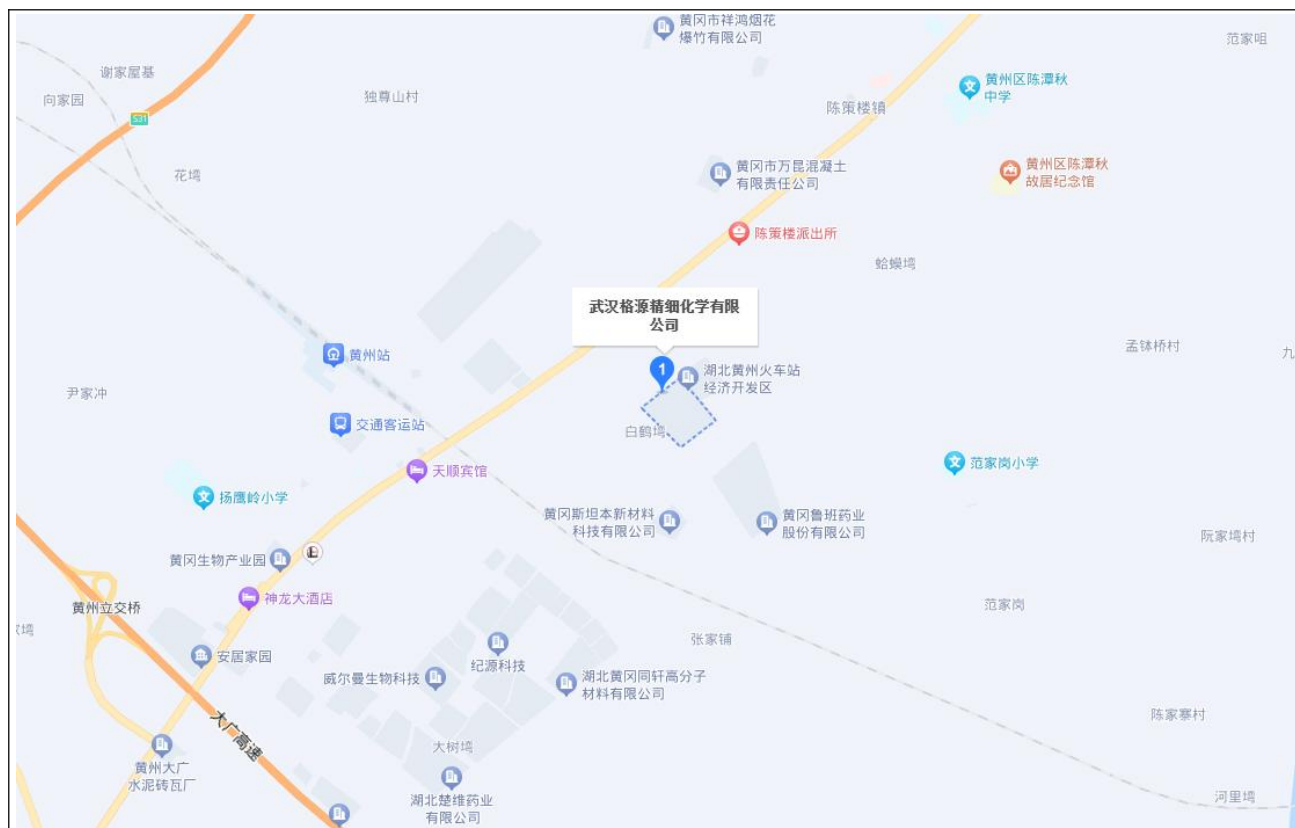 黄冈市祥鸿烟花
爆竹有限公司
范家咀
谢家屋基
向家园
独尊山村
黄州区陈潭秋
中学
陈策楼镇
S31
花塆
黄冈市万昆混凝土
有限责任公司
黄州区陈潭秋
故居纪念馆
陈策楼派出所
蛤蟆塆
武汉格源精细化学有限
公司
孟钵桥村
九
黄州站
1
湖北黄州火车站
经济开发区
尹家冲
交通客运站
白鹤塆
天顺宾馆
范家岗小学
扬鹰岭小学
黄冈斯坦本新材料
科技有限公司
黄冈鲁班药业
股份有限公司
阮家塆村
黄冈生物产业园
神龙大酒店
黄州立交桥
范家岗
家塆
张家铺
安居家园
纪源科技
威尔曼生物科技
湖北黄冈同轩高分子
材料有限公司
陈家寨村
大广高速
大树塆
黄州大广
水泥砖瓦厂
湖北楚维药业
有限公司
河里塆